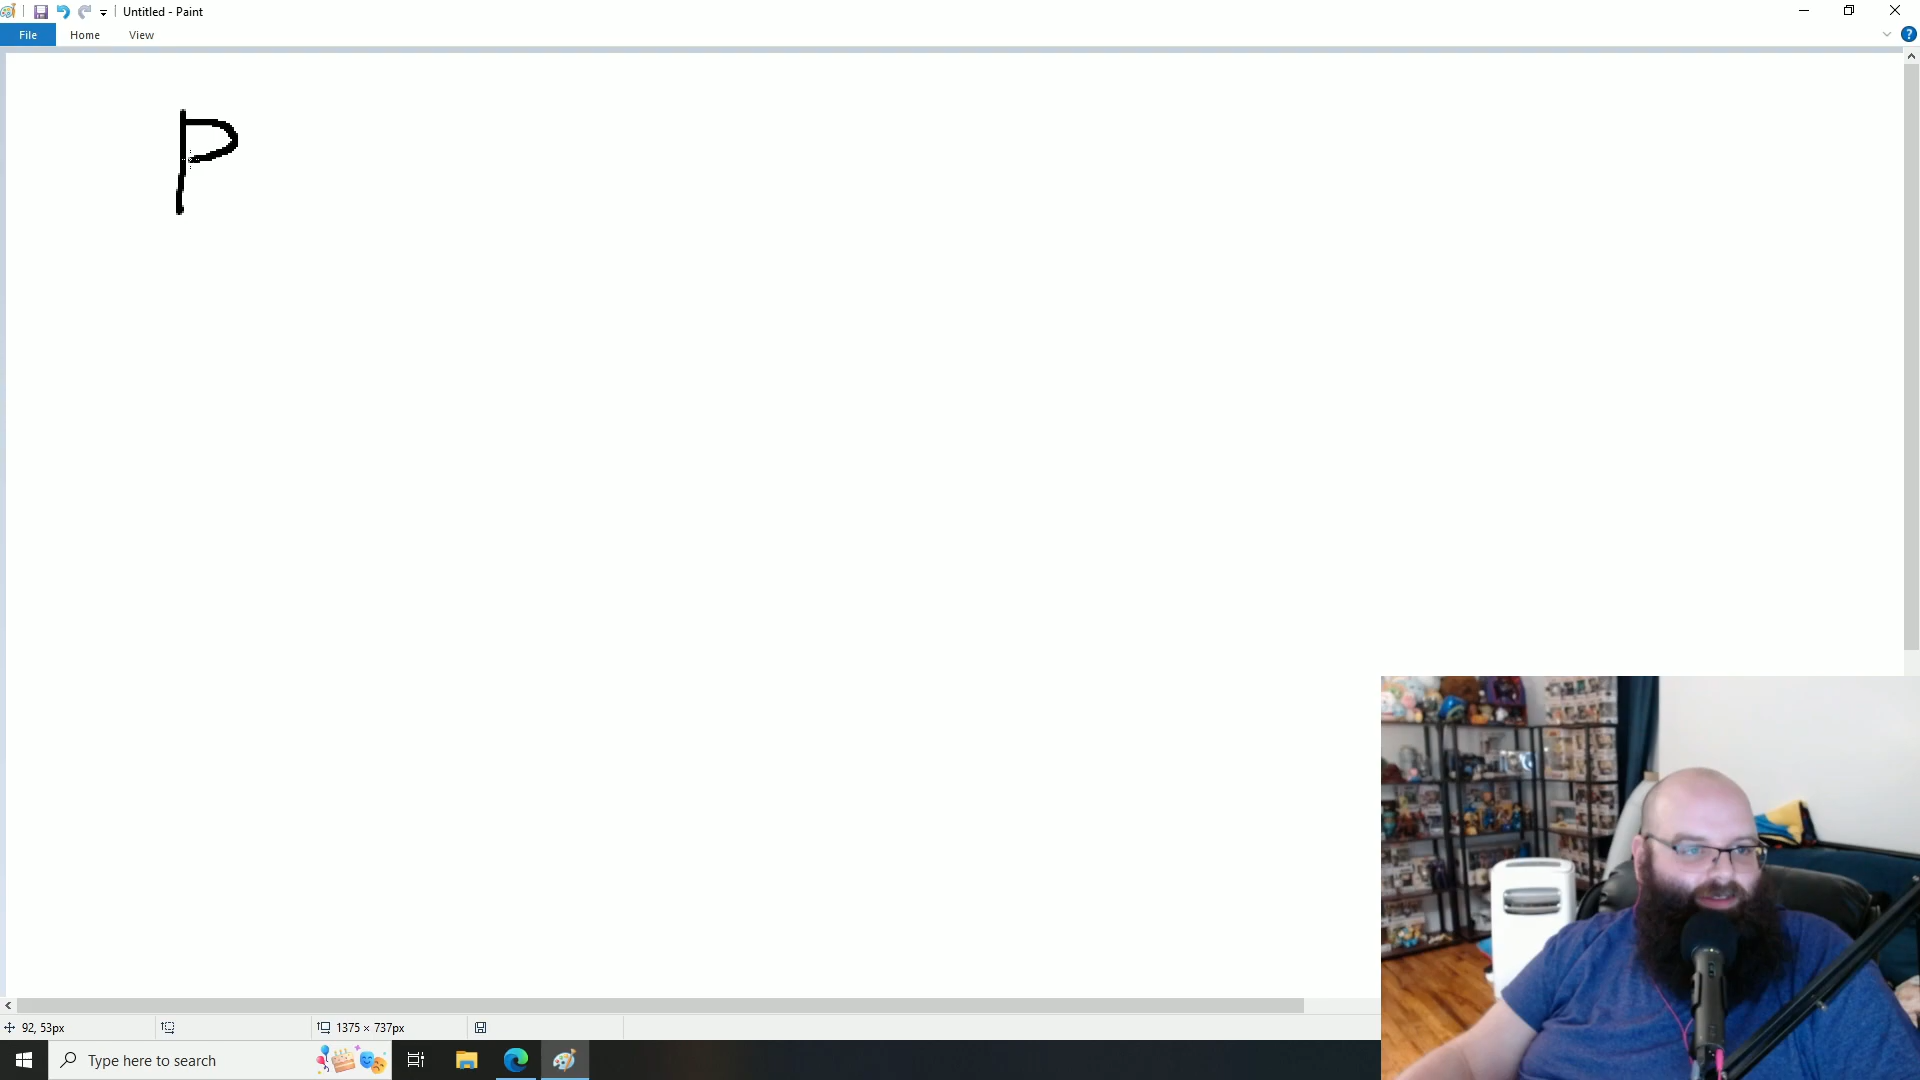 Untitled - Paint
File Home View ?
P
92, 53px 1375 × 737px
Type here to search